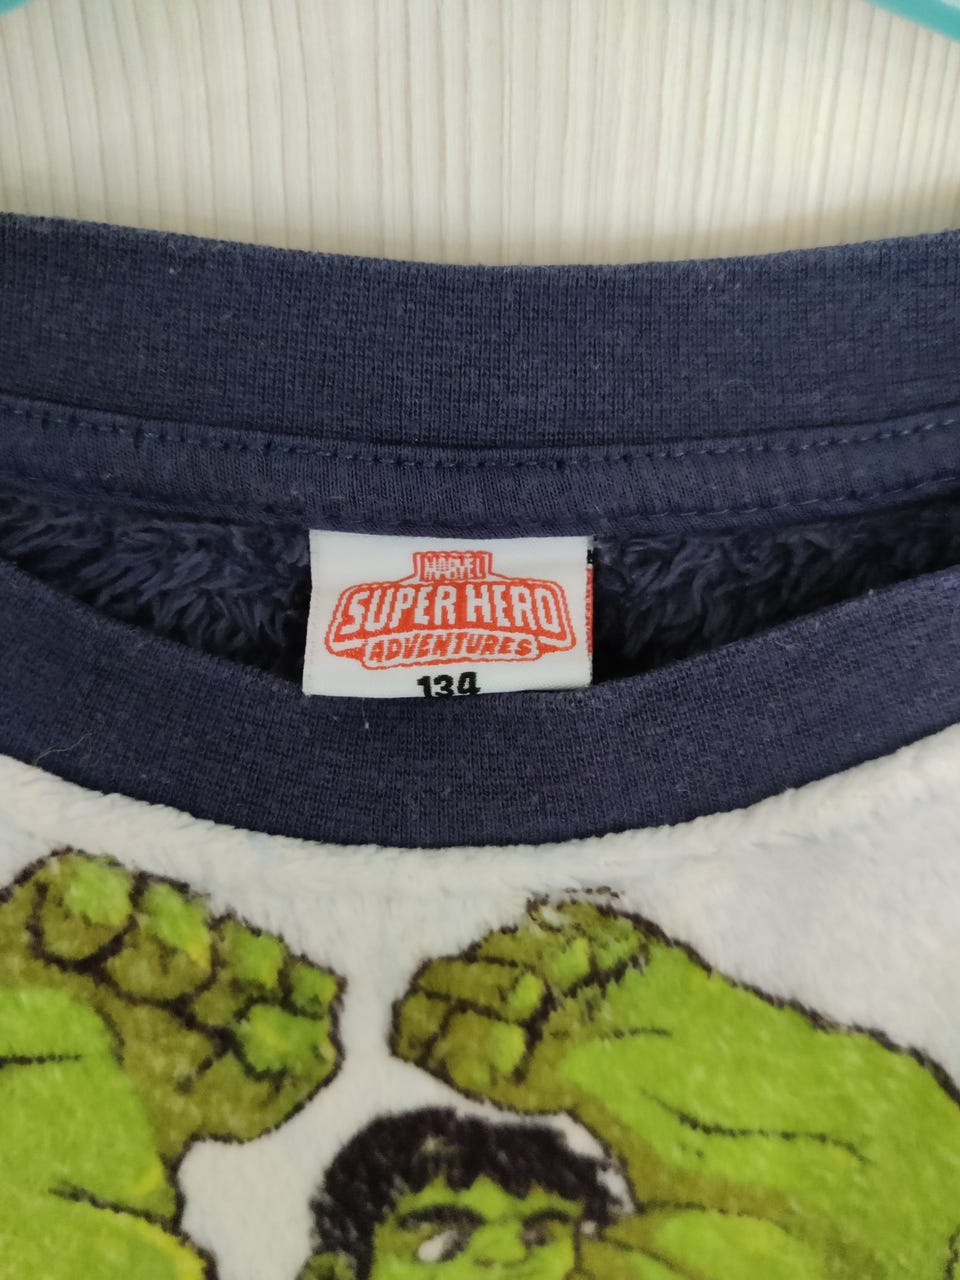 MARVEL
SUPER HERO
ADVENTURES
134